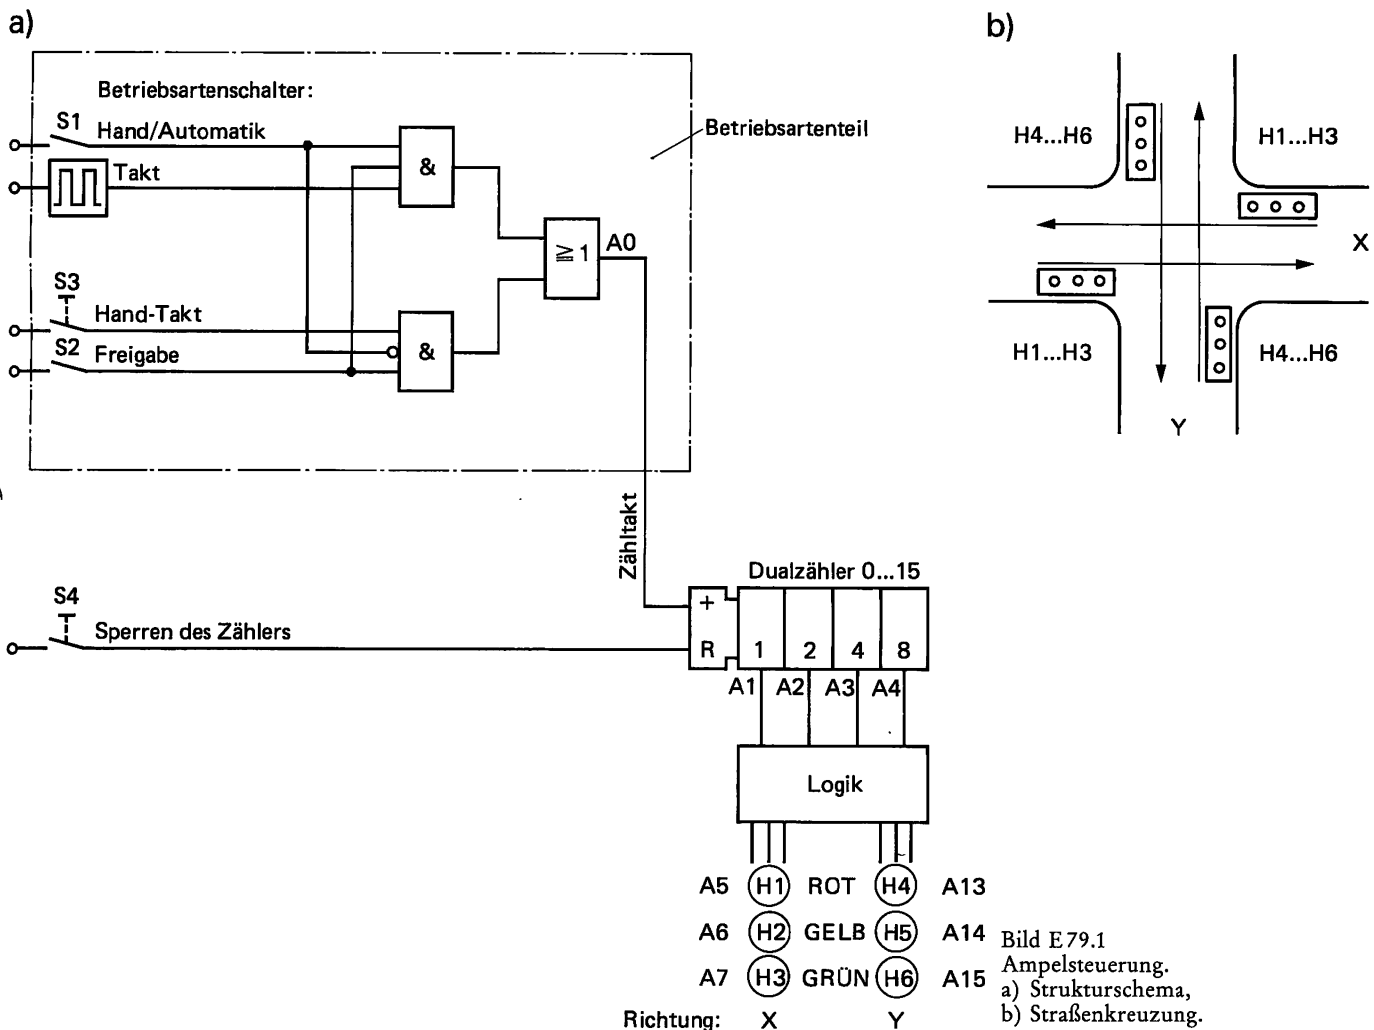 a)
Betriebsartenschalter:
S1
Hand/Automatik
Takt
&
Betriebsartenteil
≧ 1
A0
S3
Hand-Takt
S2
Freigabe
&
Zähltakt
S4
Sperren des Zählers
Dualzähler 0...15
+
R
1
2
4
8
A1
A2
A3
A4
Logik
A5 H1 ROT H4 A13
A6 H2 GELB H5 A14
A7 H3 GRÜN H6 A15
Richtung: X Y
b)
H4...H6
H1...H3
X
H1...H3
H4...H6
Y
Bild E79.1
Ampelsteuerung.
a) Strukturschema,
b) Straßenkreuzung.